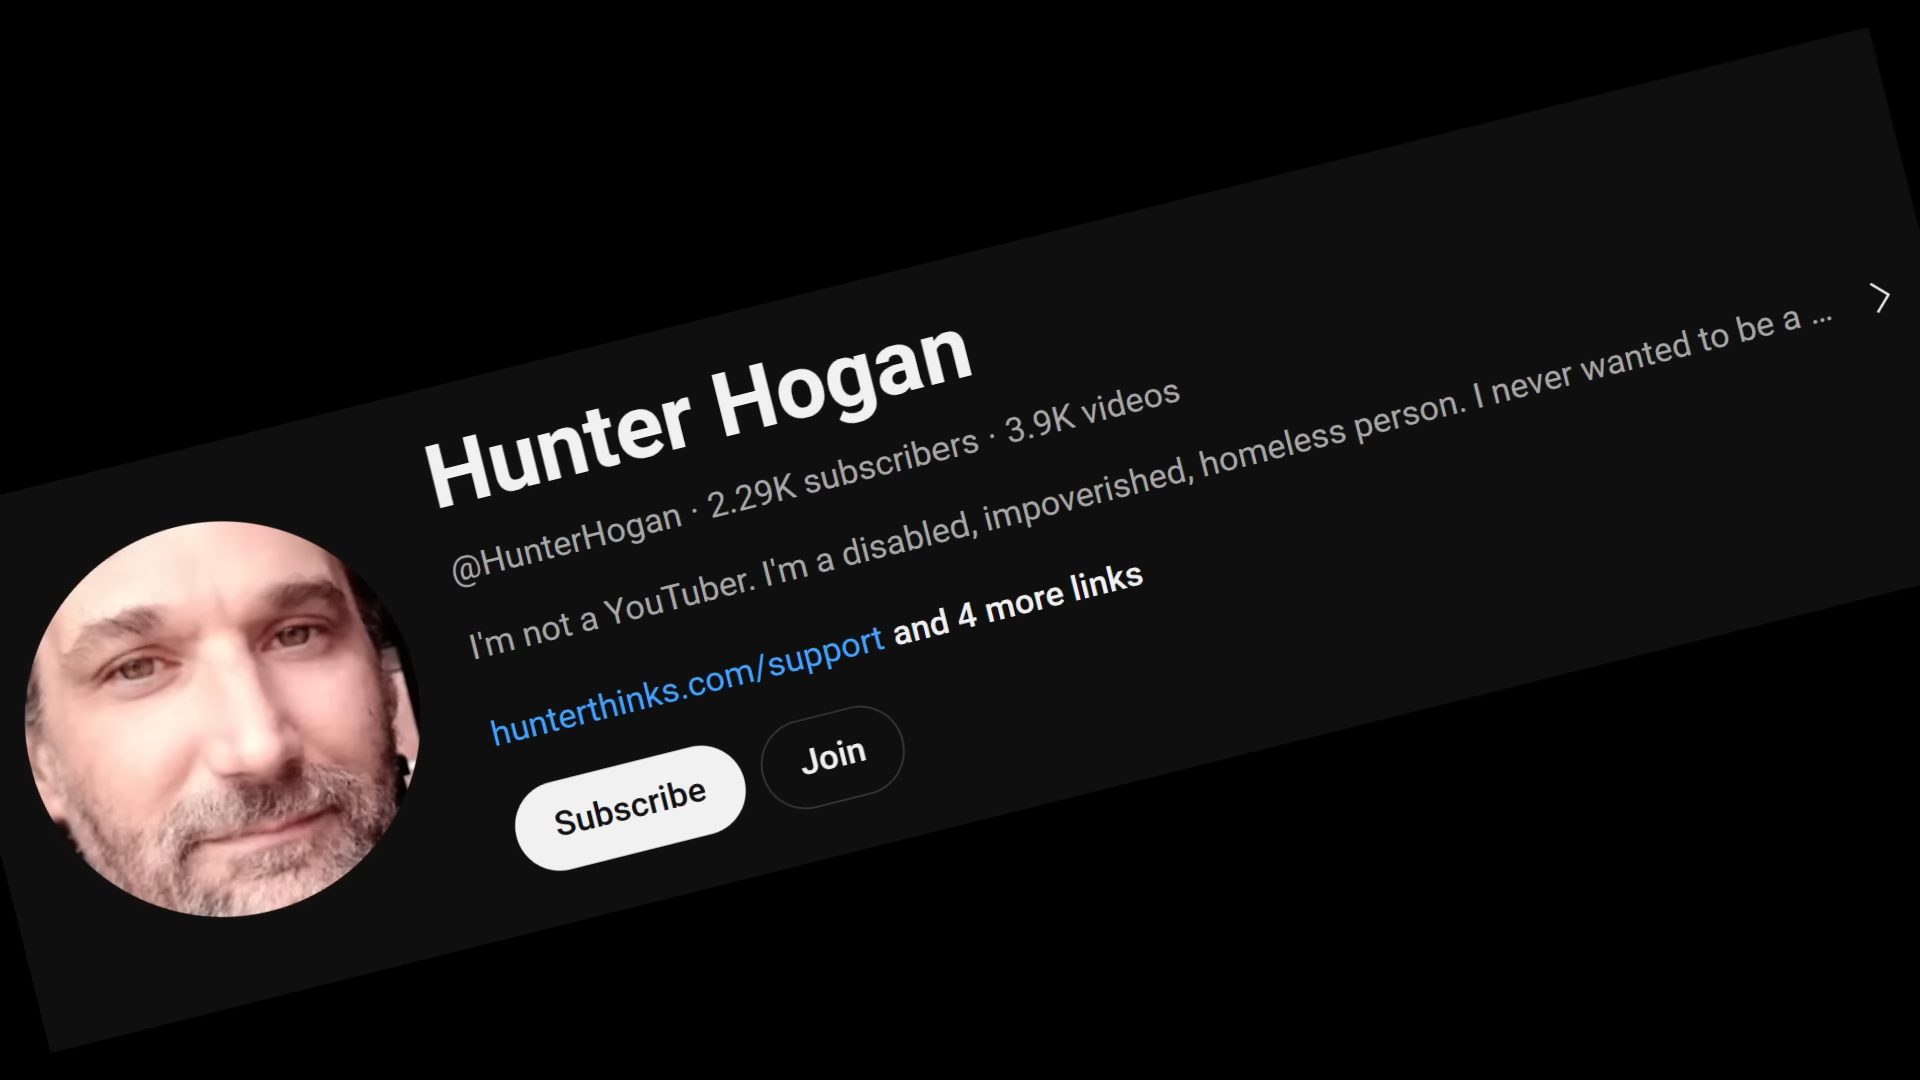 Hunter Hogan
@HunterHogan · 2.29K subscribers · 3.9K videos
I'm not a YouTuber. I'm a disabled, impoverished, homeless person. I never wanted to be a ...
hunterthinks.com/support and 4 more links
Subscribe Join